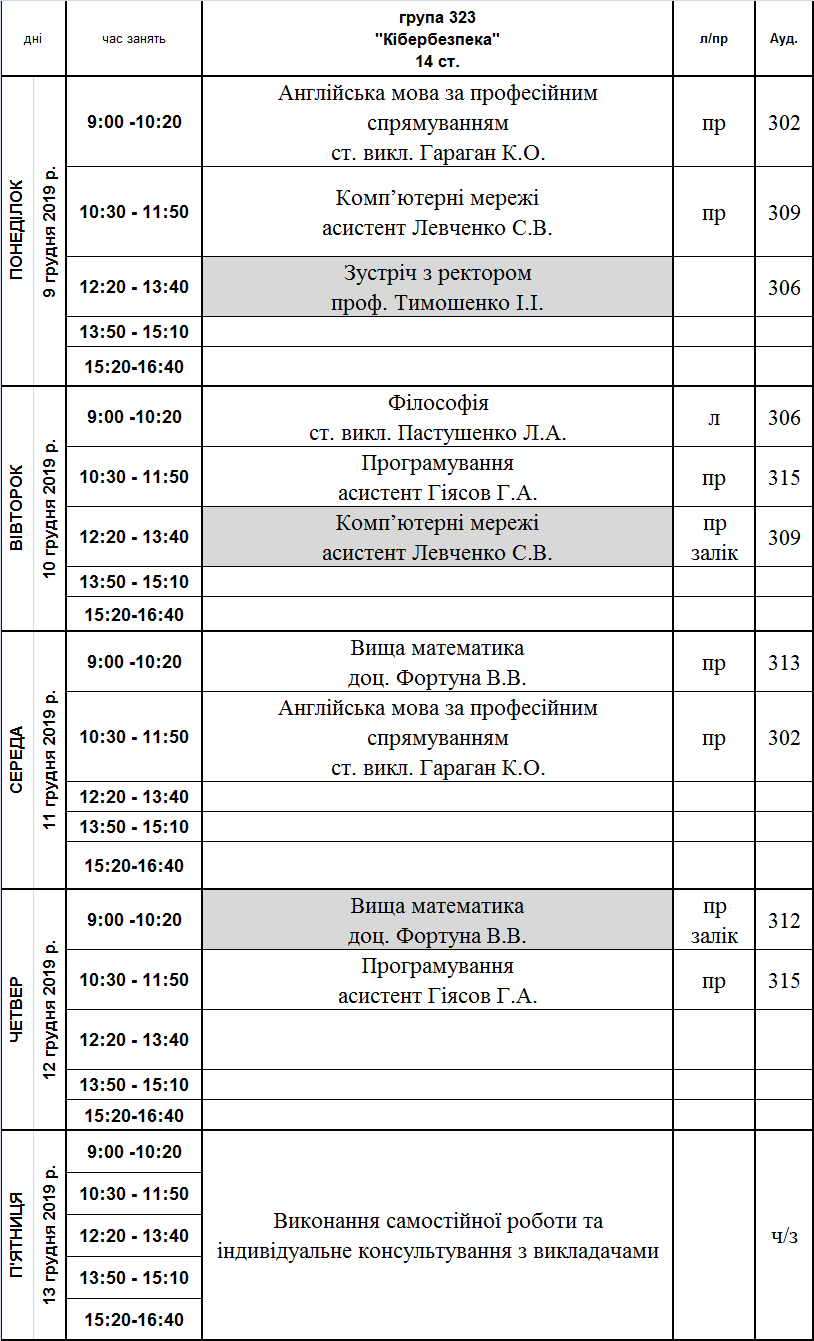 дні
час занять
група 323
"Кібербезпека"
14 ст.
л/пр
Ауд.
ПОНЕДІЛОК
9 грудня 2019 р.
9:00 -10:20
Англійська мова за професійним
спрямуванням
ст. викл. Гараган К.О.
пр
302
10:30 - 11:50
Комп’ютерні мережі
асистент Левченко С.В.
пр
309
12:20 - 13:40
Зустріч з ректором
проф. Тимошенко І.І.
306
13:50 - 15:10
15:20-16:40
ВІВТОРОК
10 грудня 2019 р.
9:00 -10:20
Філософія
ст. викл. Пастушенко Л.А.
л
306
10:30 - 11:50
Програмування
асистент Гіясов Г.А.
пр
315
12:20 - 13:40
Комп’ютерні мережі
асистент Левченко С.В.
пр
залік
309
13:50 - 15:10
15:20-16:40
СЕРЕДА
11 грудня 2019 р.
9:00 -10:20
Вища математика
доц. Фортуна В.В.
пр
313
10:30 - 11:50
Англійська мова за професійним
спрямуванням
ст. викл. Гараган К.О.
пр
302
12:20 - 13:40
13:50 - 15:10
15:20-16:40
ЧЕТВЕР
12 грудня 2019 р.
9:00 -10:20
Вища математика
доц. Фортуна В.В.
пр
залік
312
10:30 - 11:50
Програмування
асистент Гіясов Г.А.
пр
315
12:20 - 13:40
13:50 - 15:10
15:20-16:40
П'ЯТНИЦЯ
13 грудня 2019 р.
9:00 -10:20
10:30 - 11:50
12:20 - 13:40
13:50 - 15:10
15:20-16:40
Виконання самостійної роботи та
індивідуальне консультування з викладачами
ч/з